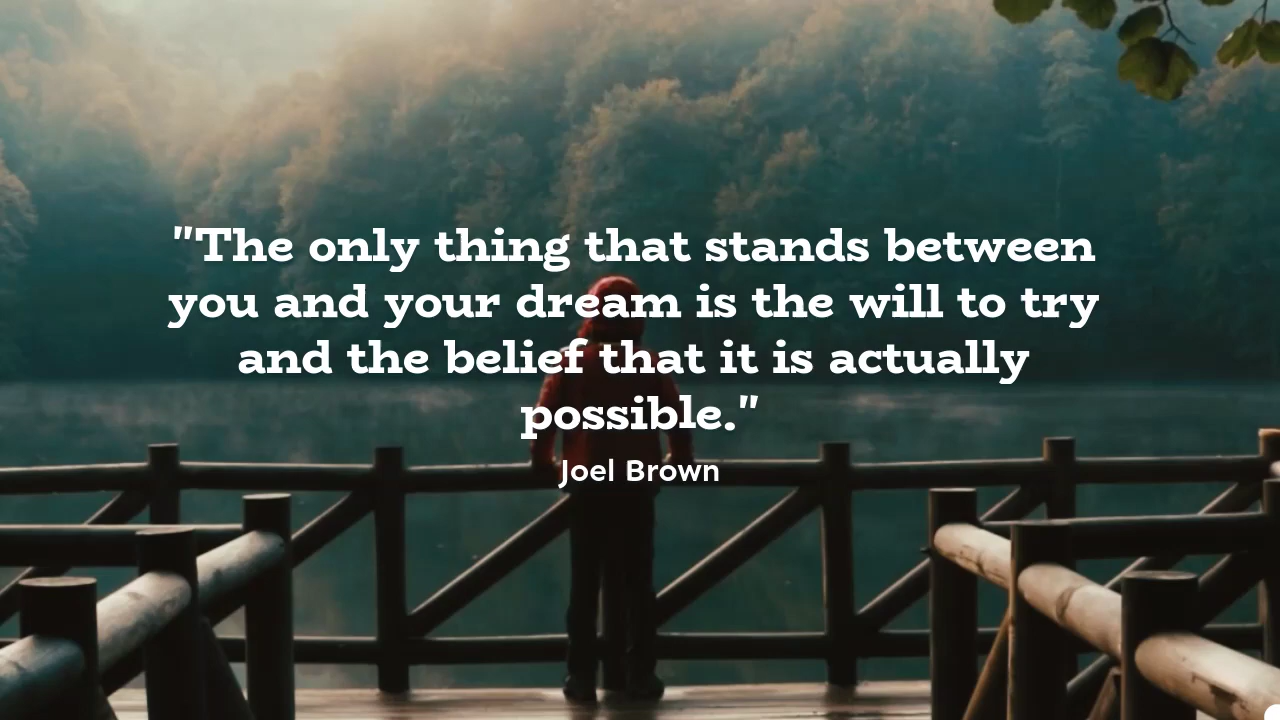 "The only thing that stands between
you and your dream is the will to try
and the belief that it is actually
possible."
Joel Brown